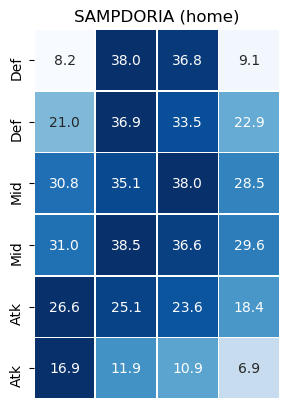 SAMPDORIA (home)
Def 8.2 38.0 36.8 9.1
Def 21.0 36.9 33.5 22.9
Mid 30.8 35.1 38.0 28.5
Mid 31.0 38.5 36.6 29.6
Atk 26.6 25.1 23.6 18.4
Atk 16.9 11.9 10.9 6.9